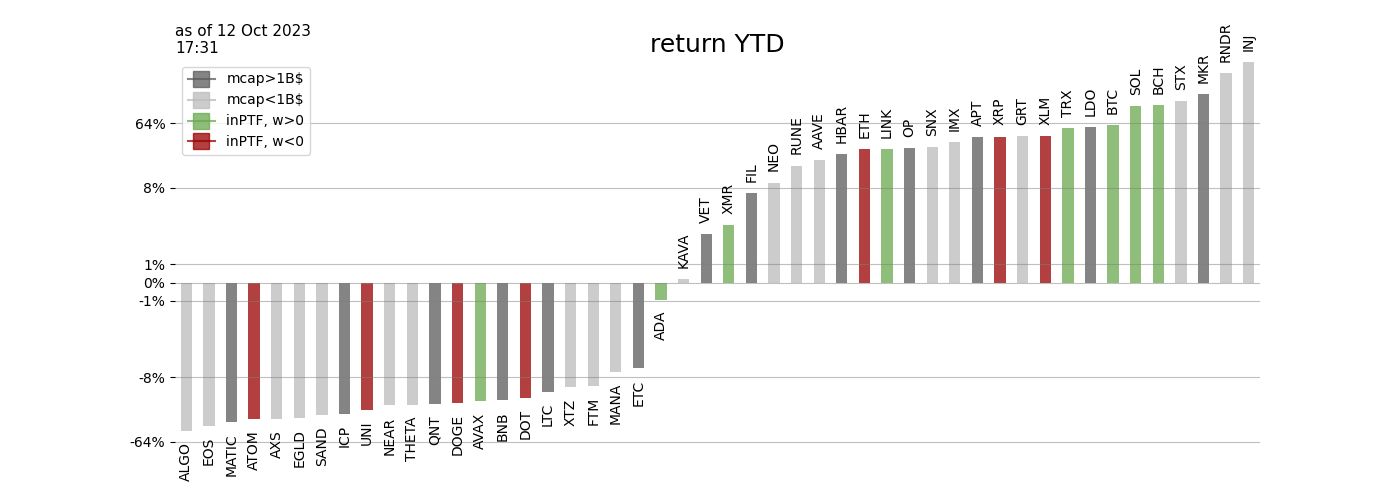 as of 12 Oct 2023
17:31
return YTD
mcap>1B$
mcap<1B$
inPTF, w>0
inPTF, w<0
64%
8%
1%
0%
-1%
-8%
-64%
ALGO
EOS
MATIC
ATOM
AXS
EGLD
SAND
ICP
UNI
NEAR
THETA
QNT
DOGE
AVAX
BNB
DOT
LTC
XTZ
FTM
MANA
ETC
ADA
KAVA
VET
XMR
FIL
NEO
RUNE
AAVE
HBAR
ETH
LINK
OP
SNX
IMX
APT
XRP
GRT
XLM
TRX
LDO
BTC
SOL
BCH
STX
MKR
RNDR
INJ